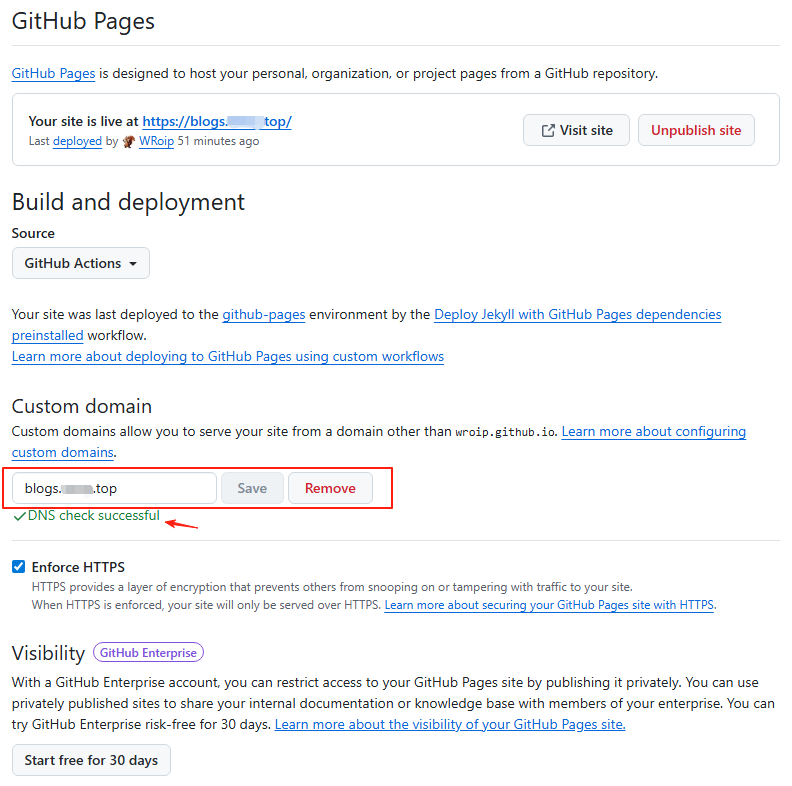 GitHub Pages
GitHub Pages is designed to host your personal, organization, or project pages from a GitHub repository.
Your site is live at https://blogs. top/
Visit site
Unpublish site
Last deployed by WRoip 51 minutes ago
Build and deployment
Source
GitHub Actions
Your site was last deployed to the github-pages environment by the Deploy Jekyll with GitHub Pages dependencies
preinstalled workflow.
Learn more about deploying to GitHub Pages using custom workflows
Custom domain
Custom domains allow you to serve your site from a domain other than wroip.github.io. Learn more about configuring
custom domains.
blogs. .top
Save
Remove
DNS check successful
Enforce HTTPS
HTTPS provides a layer of encryption that prevents others from snooping on or tampering with traffic to your site.
When HTTPS is enforced, your site will only be served over HTTPS. Learn more about securing your GitHub Pages site with HTTPS.
Visibility GitHub Enterprise
With a GitHub Enterprise account, you can restrict access to your GitHub Pages site by publishing it privately. You can use
privately published sites to share your internal documentation or knowledge base with members of your enterprise. You can
try GitHub Enterprise risk-free for 30 days. Learn more about the visibility of your GitHub Pages site.
Start free for 30 days